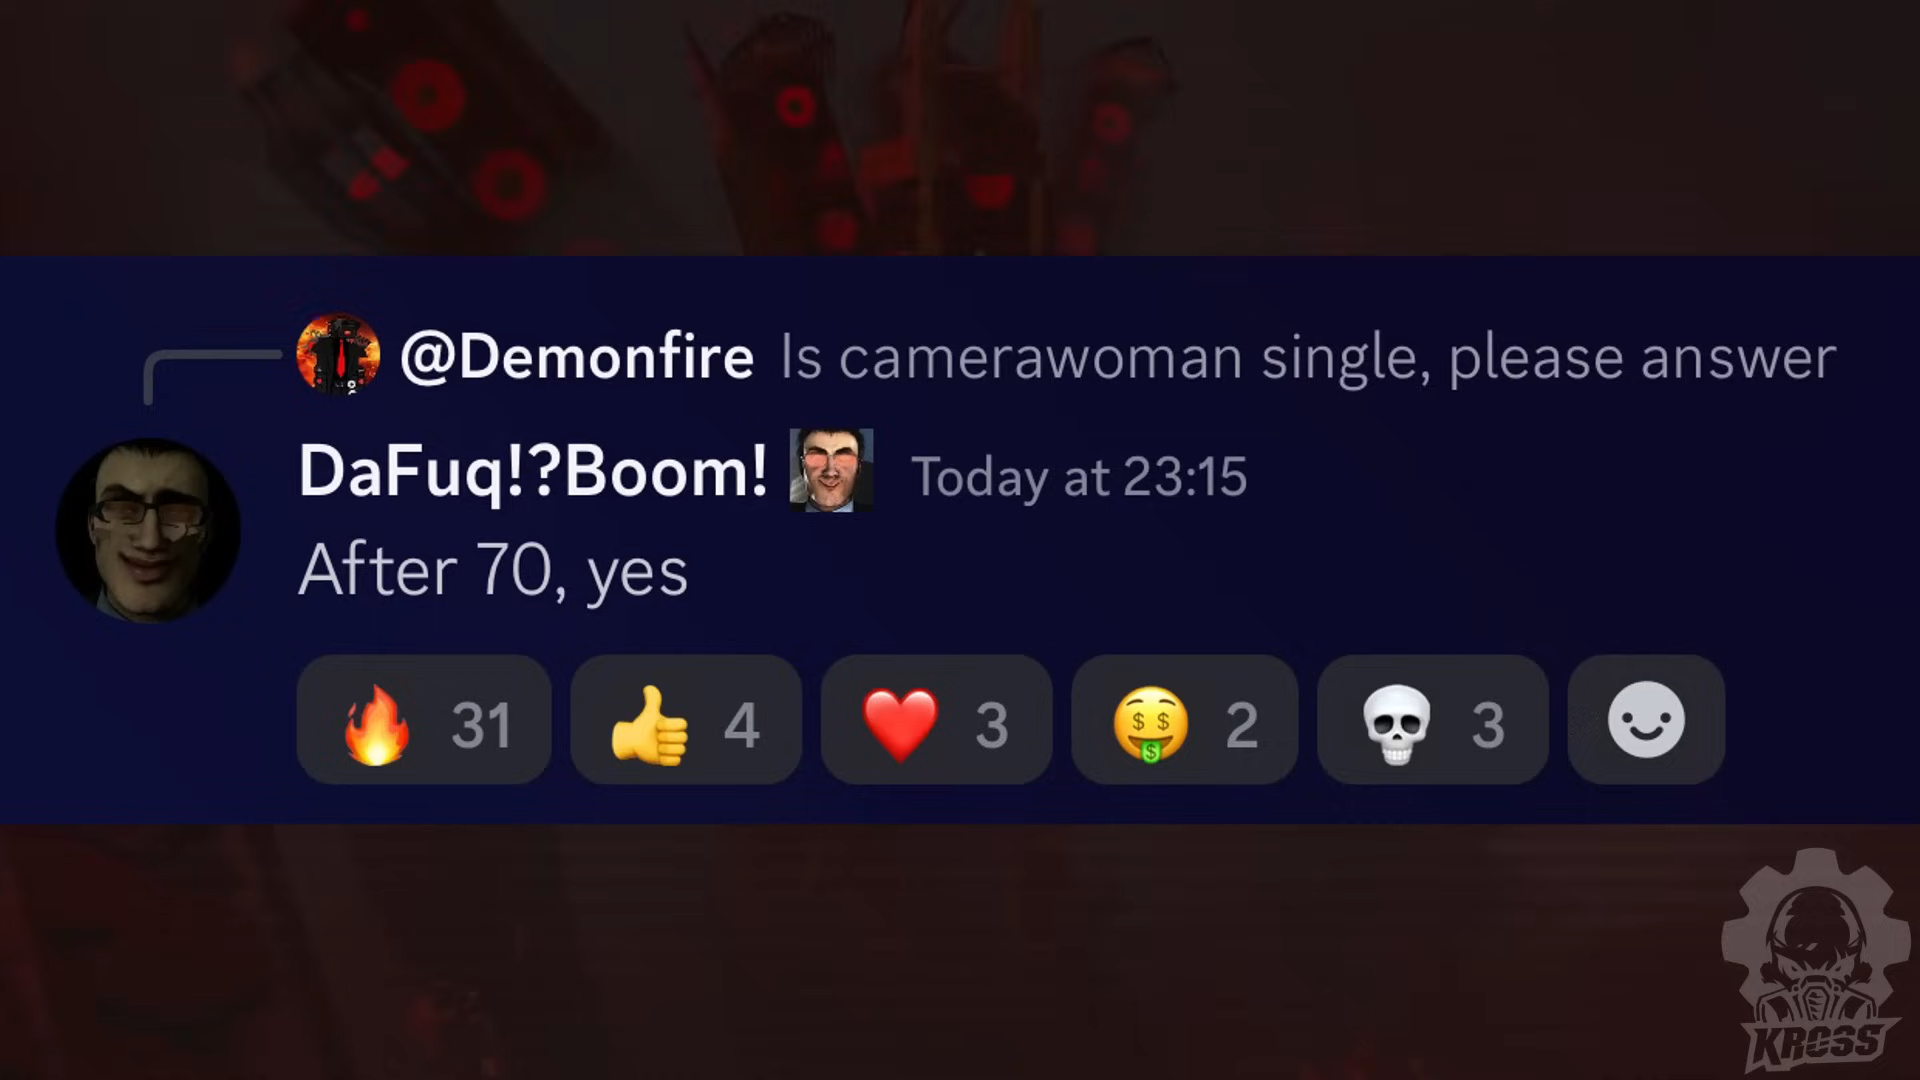 @Demonfire Is camerawoman single, please answer
DaFuq!?Boom! Today at 23:15
After 70, yes
31 4 3 2 3
KROSS